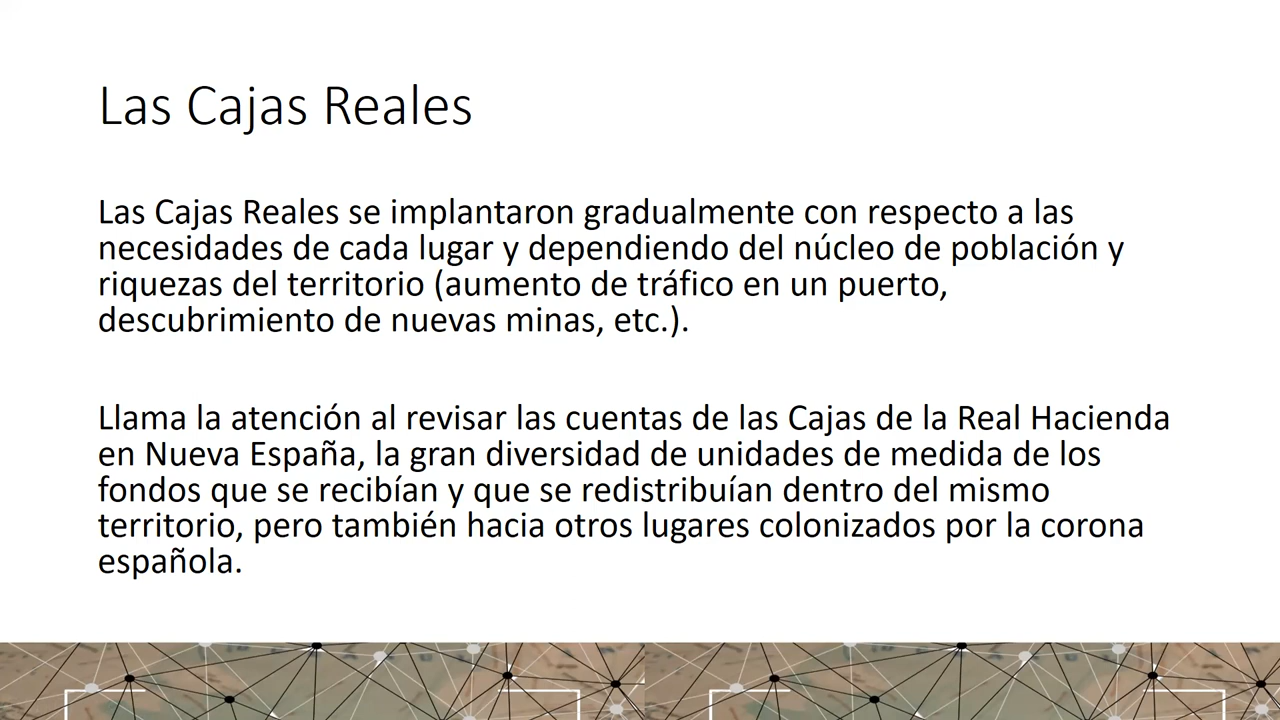 Las Cajas Reales
Las Cajas Reales se implantaron gradualmente con respecto a las
necesidades de cada lugar y dependiendo del núcleo de población y
riquezas del territorio (aumento de tráfico en un puerto,
descubrimiento de nuevas minas, etc.).
Llama la atención al revisar las cuentas de las Cajas de la Real Hacienda
en Nueva España, la gran diversidad de unidades de medida de los
fondos que se recibían y que se redistribuían dentro del mismo
territorio, pero también hacia otros lugares colonizados por la corona
española.